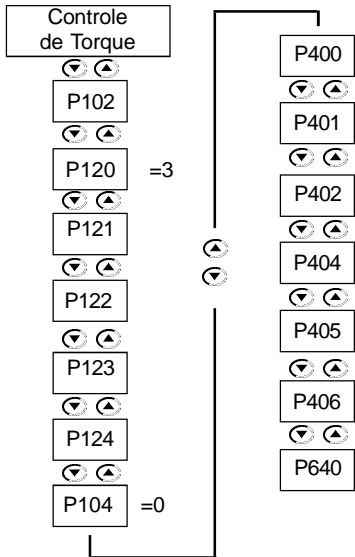 Controle
de Torque
P102
P120 =3
P121
P122
P123
P124
P104 =0
P400
P401
P402
P404
P405
P406
P640